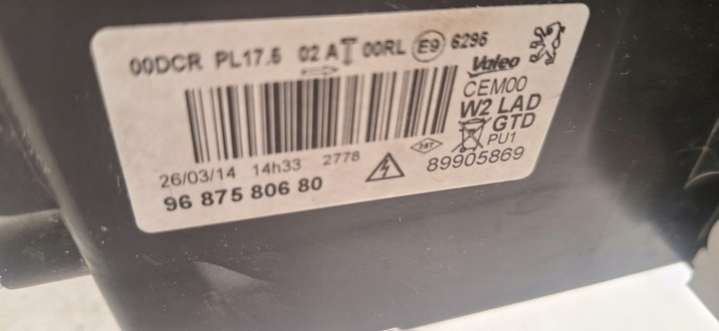 00DCR PL17.5 02 A 00RL E9 6295
Valeo
CEM00
W2 LAD
GTD
PU1
26/03/14 14h33 2778
89905869
96 875 806 80